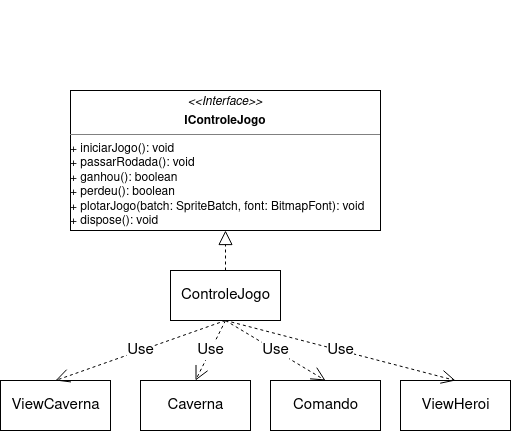 <<Interface>>
IControleJogo
+ iniciarJogo(): void
+ passarRodada(): void
+ ganhou(): boolean
+ perdeu(): boolean
+ plotarJogo(batch: SpriteBatch, font: BitmapFont): void
+ dispose(): void
ControleJogo
Use Use Use Use
ViewCaverna Caverna Comando ViewHeroi